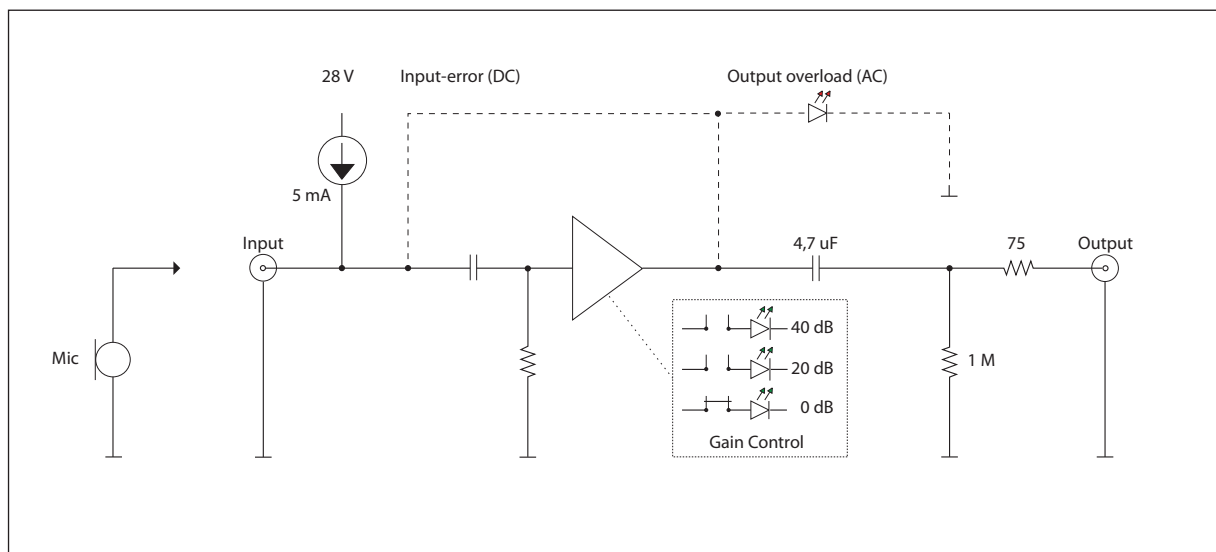 28 V
Input-error (DC)
Output overload (AC)
5 mA
Input
4,7 uF
75
Output
Mic
40 dB
20 dB
0 dB
1 M
Gain Control